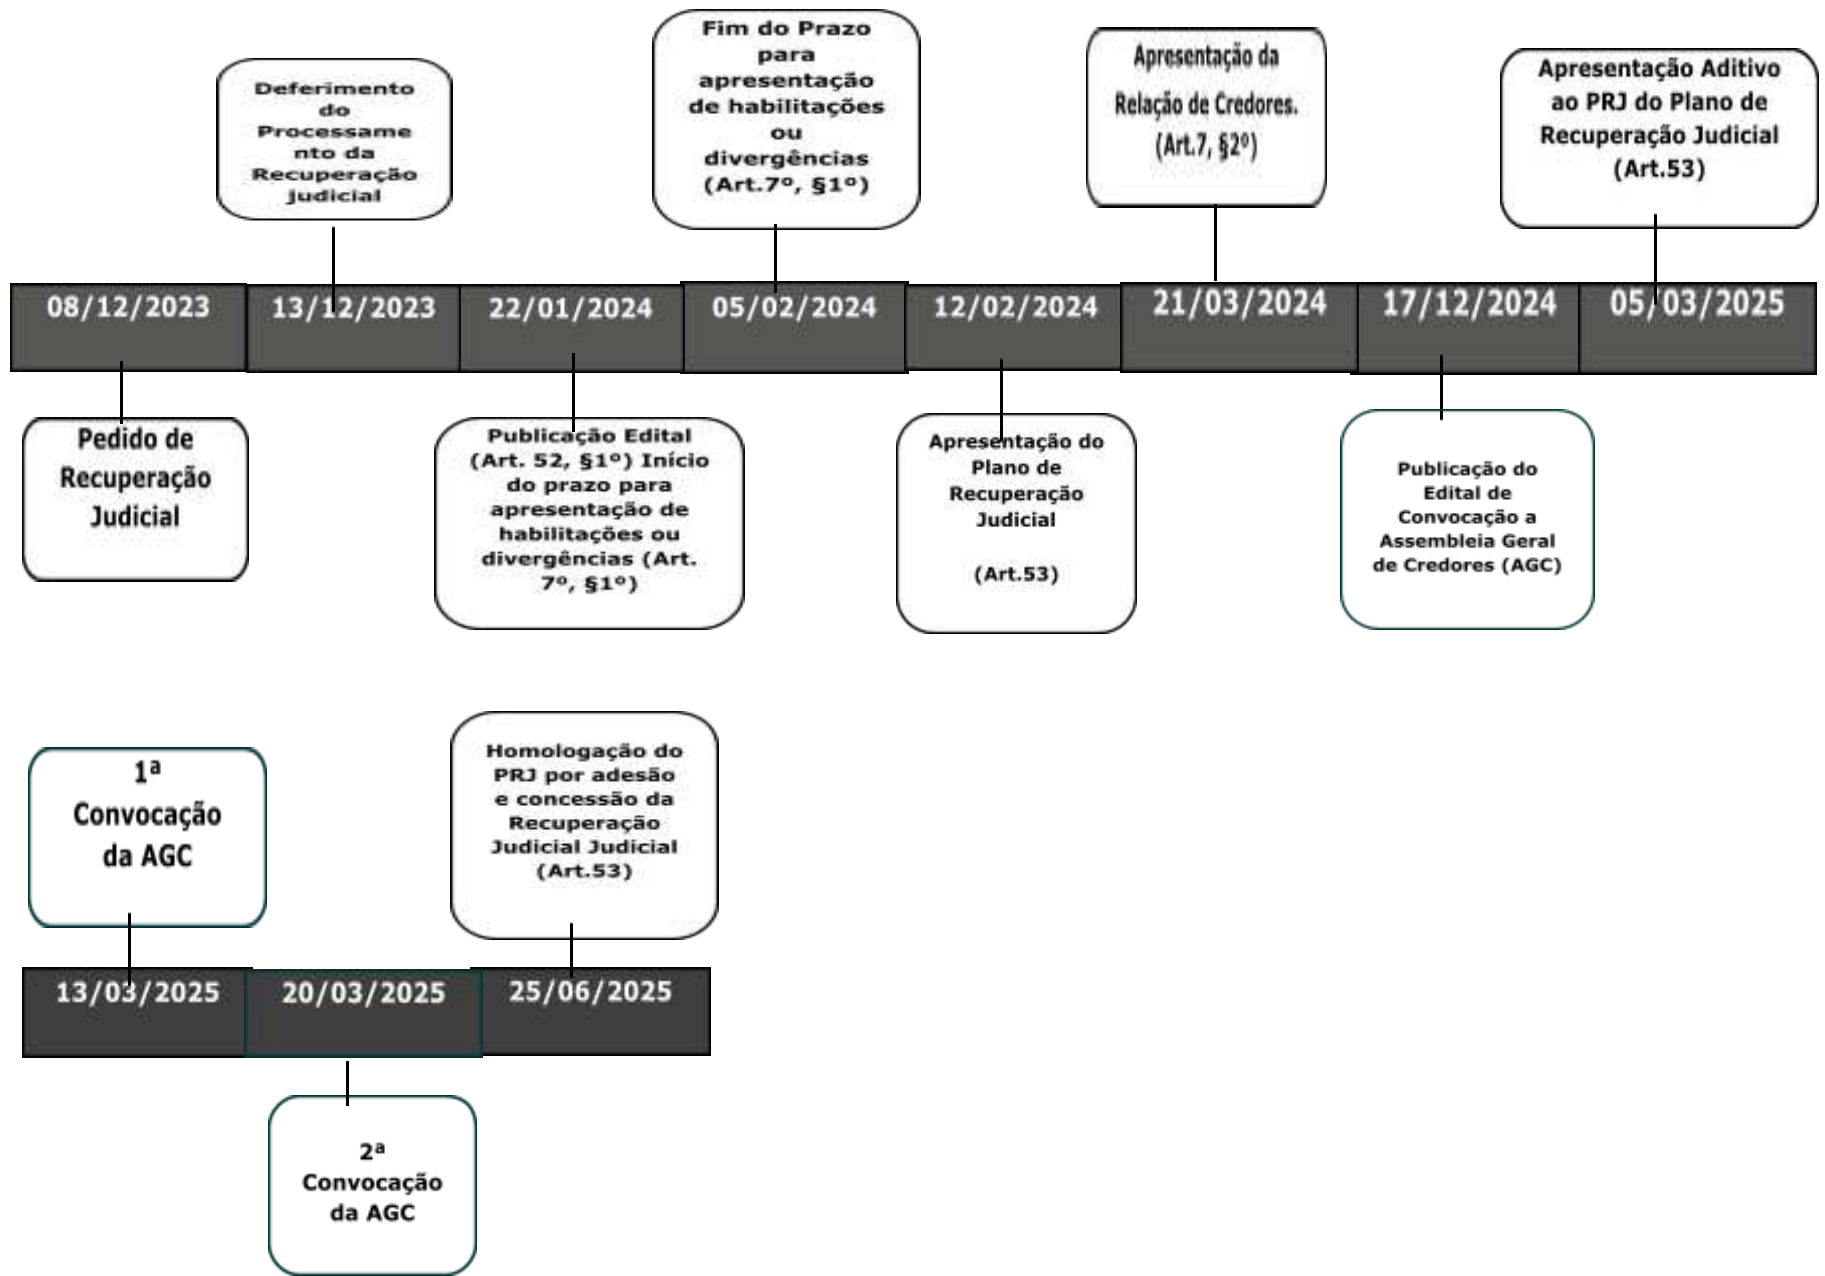 Deferimento
do
Processame
nto da
Recuperação
judicial
Fim do Prazo
para
apresentação
de habilitações
ou
divergências
(Art.7º, §1º)
Apresentação da
Relação de Credores.
(Art.7, §2º)
Apresentação Aditivo
ao PRJ do Plano de
Recuperação Judicial
(Art.53)
08/12/2023
13/12/2023
22/01/2024
05/02/2024
12/02/2024
21/03/2024
17/12/2024
05/03/2025
Pedido de
Recuperação
Judicial
Publicação Edital
(Art. 52, §1º) Início
do prazo para
apresentação de
habilitações ou
divergências (Art.
7º, §1º)
Apresentação do
Plano de
Recuperação
Judicial
(Art.53)
Publicação do
Edital de
Convocação a
Assembleia Geral
de Credores (AGC)
1ª
Convocação
da AGC
Homologação do
PRJ por adesão
e concessão da
Recuperação
Judicial Judicial
(Art.53)
13/03/2025
20/03/2025
25/06/2025
2ª
Convocação
da AGC